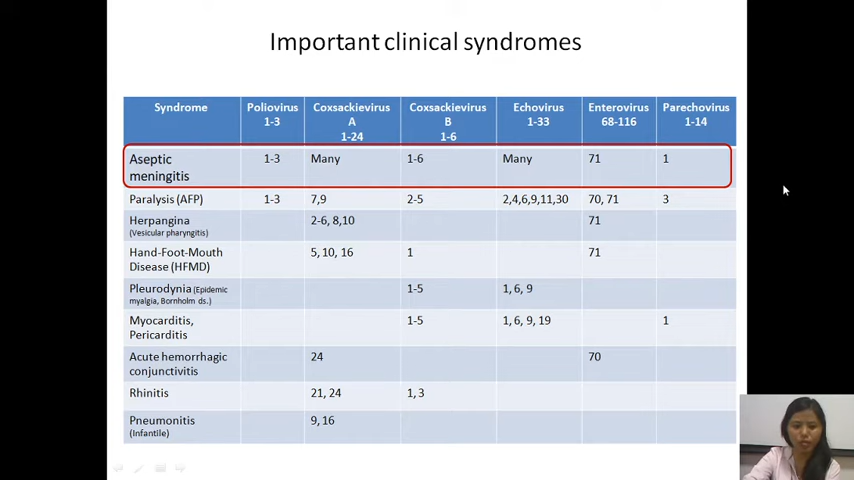 Important clinical syndromes
Syndrome Poliovirus 1-3 Coxsackievirus A 1-24 Coxsackievirus B 1-6 Echovirus 1-33 Enterovirus 68-116 Parechovirus 1-14
Aseptic meningitis 1-3 Many 1-6 Many 71 1
Paralysis (AFP) 1-3 7,9 2-5 2,4,6,9,11,30 70, 71 3
Herpangina (Vesicular pharyngitis) 2-6, 8,10 71
Hand-Foot-Mouth Disease (HFMD) 5, 10, 16 1 71
Pleurodynia (Epidemic myalgia, Bornholm ds.) 1-5 1, 6, 9
Myocarditis, Pericarditis 1-5 1, 6, 9, 19 1
Acute hemorrhagic conjunctivitis 24 70
Rhinitis 21, 24 1, 3
Pneumonitis (Infantile) 9, 16